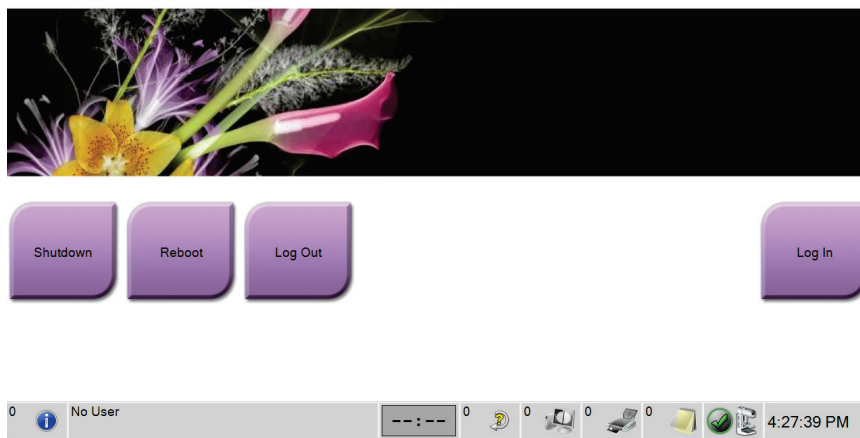 Shutdown
Reboot
Log Out
Log In
0
No User
--:--
0
0
0
0
4:27:39 PM